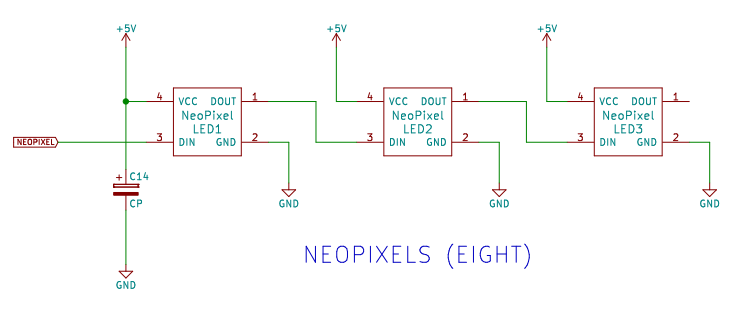 +5V +5V +5V
4 VCC DOUT 1 4 VCC DOUT 1 4 VCC DOUT 1
NeoPixel NeoPixel NeoPixel
LED1 LED2 LED3
NEOPIXEL 3 DIN GND 2 3 DIN GND 2 3 DIN GND 2
+ C14
CP GND GND GND
NEOPIXELS (EIGHT)
GND